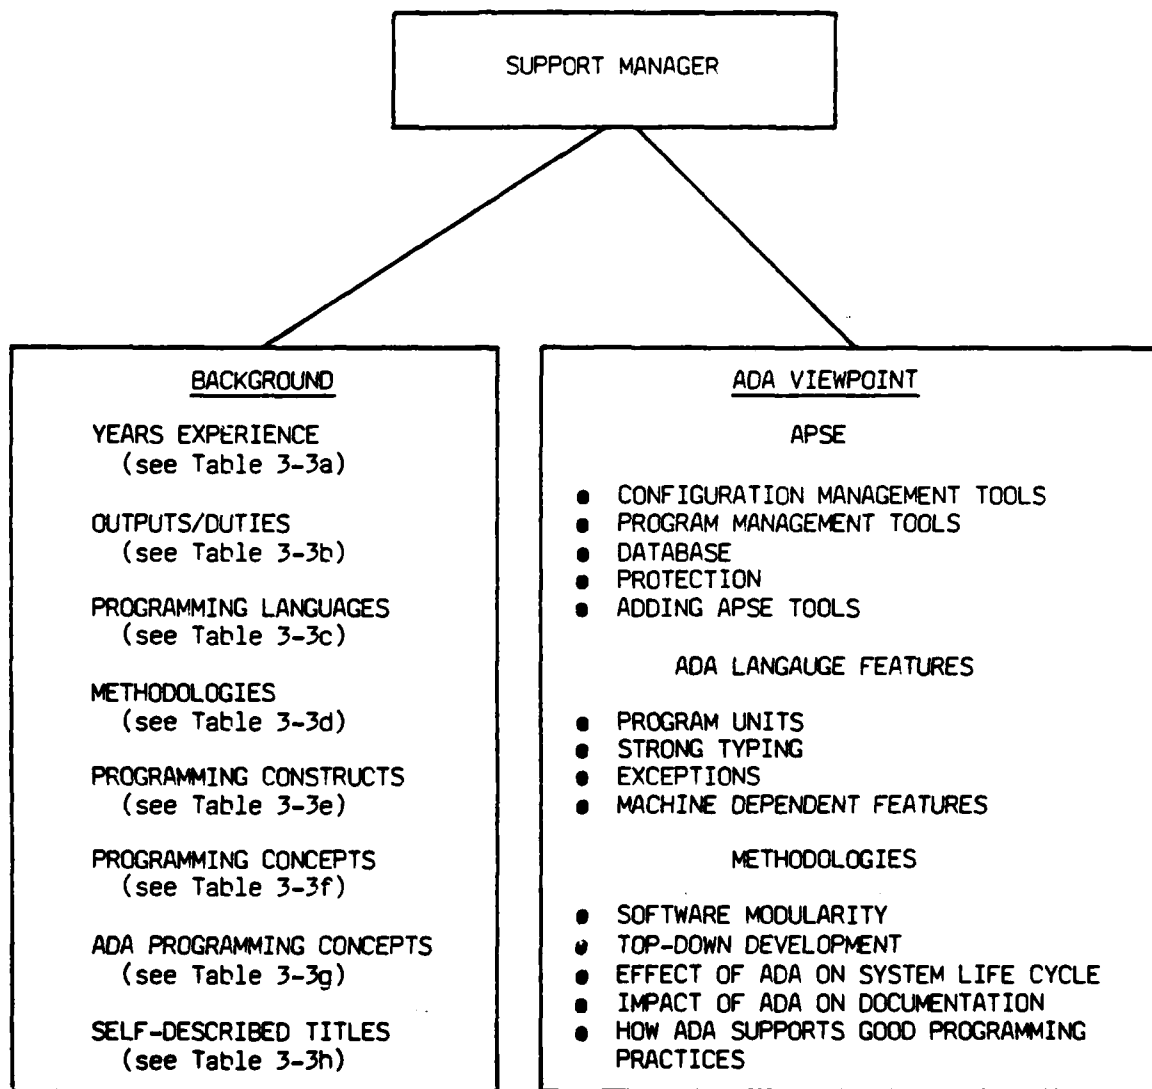 SUPPORT MANAGER
BACKGROUND
YEARS EXPERIENCE
(see Table 3-3a)
OUTPUTS/DUTIES
(see Table 3-3b)
PROGRAMMING LANGUAGES
(see Table 3-3c)
METHODOLOGIES
(see Table 3-3d)
PROGRAMMING CONSTRUCTS
(see Table 3-3e)
PROGRAMMING CONCEPTS
(see Table 3-3f)
ADA PROGRAMMING CONCEPTS
(see Table 3-3g)
SELF-DESCRIBED TITLES
(see Table 3-3h)
ADA VIEWPOINT
APSE
● CONFIGURATION MANAGEMENT TOOLS
● PROGRAM MANAGEMENT TOOLS
● DATABASE
● PROTECTION
● ADDING APSE TOOLS
ADA LANGAUGE FEATURES
● PROGRAM UNITS
● STRONG TYPING
● EXCEPTIONS
● MACHINE DEPENDENT FEATURES
METHODOLOGIES
● SOFTWARE MODULARITY
● TOP-DOWN DEVELOPMENT
● EFFECT OF ADA ON SYSTEM LIFE CYCLE
● IMPACT OF ADA ON DOCUMENTATION
● HOW ADA SUPPORTS GOOD PROGRAMMING
PRACTICES